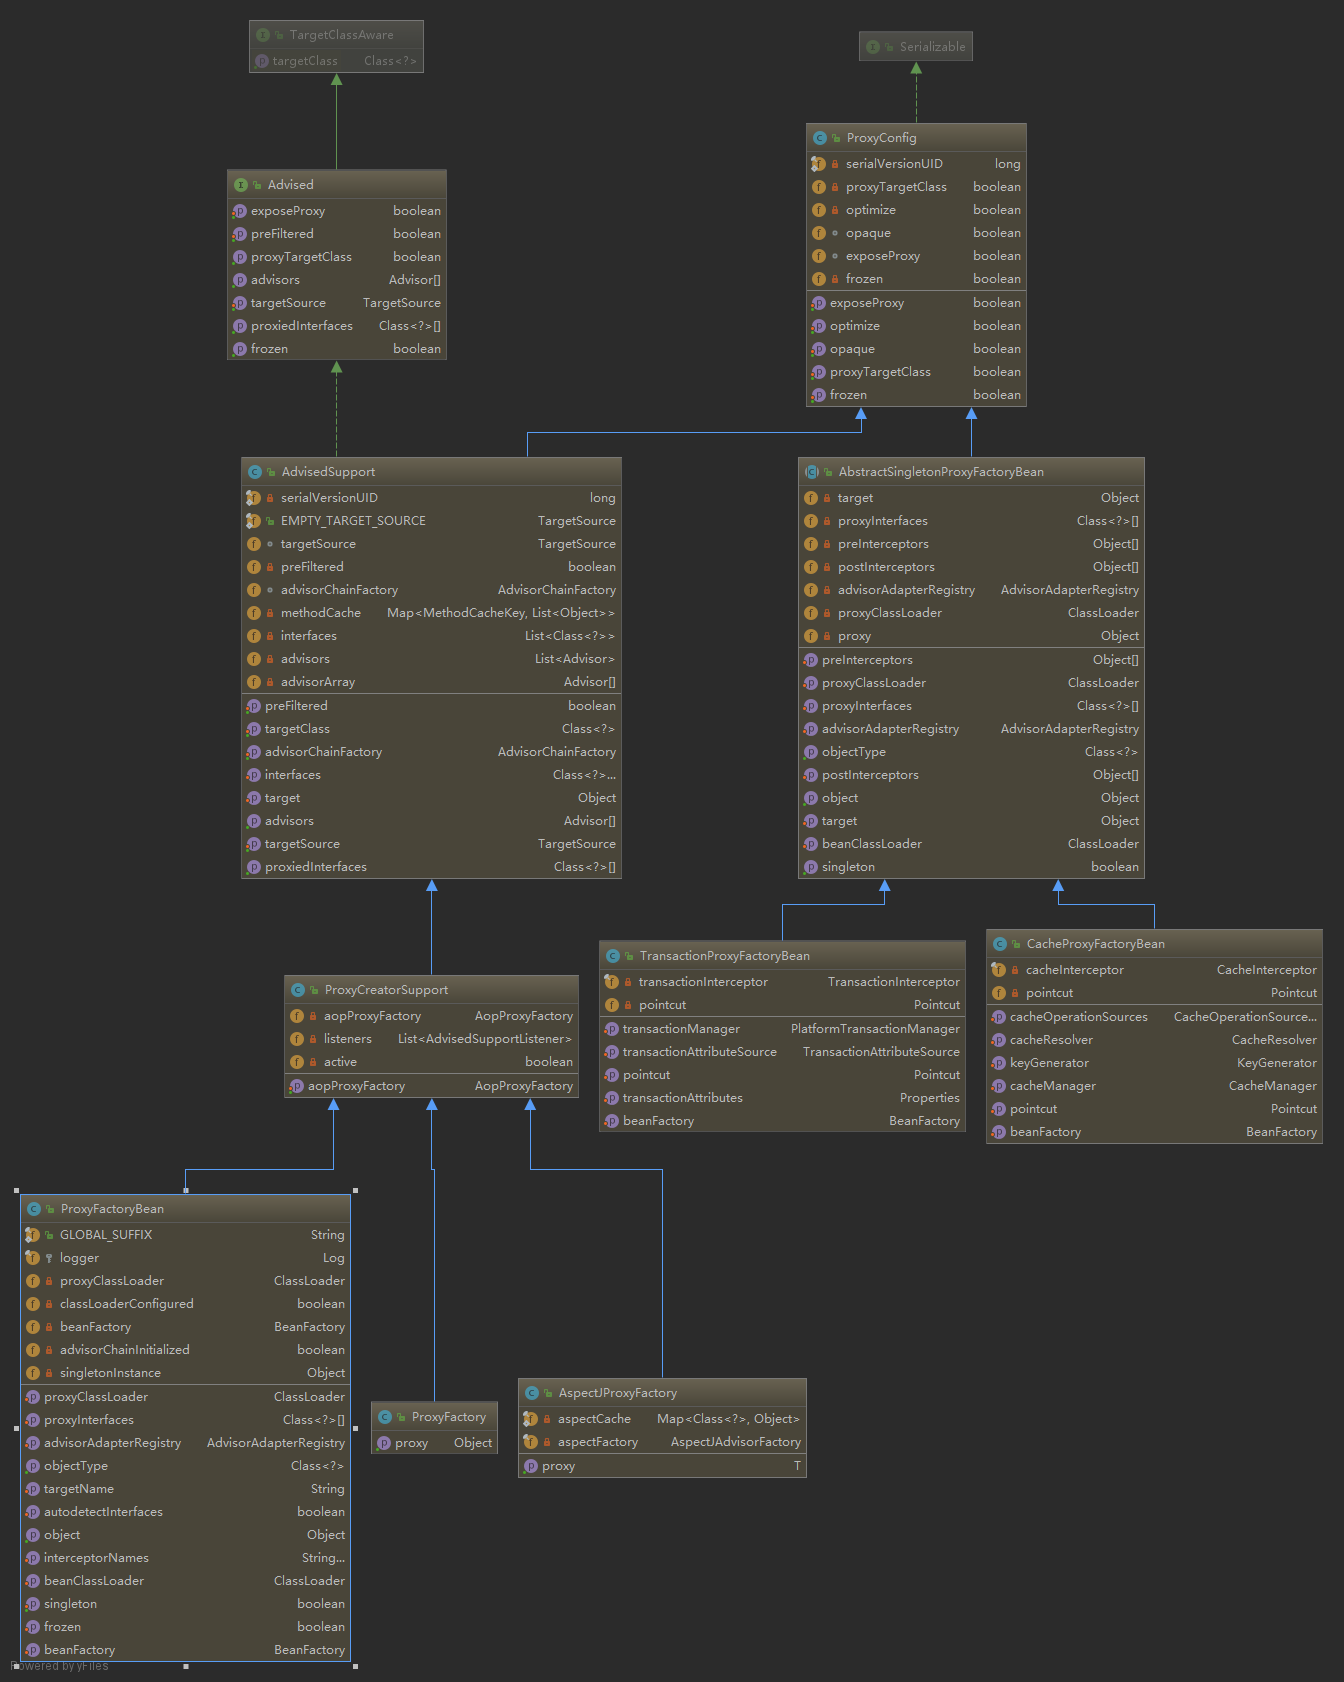 TargetClassAware
targetClass Class<?>
Serializable
ProxyConfig
serialVersionUID long
proxyTargetClass boolean
optimize boolean
opaque boolean
exposeProxy boolean
frozen boolean
exposeProxy boolean
optimize boolean
opaque boolean
proxyTargetClass boolean
frozen boolean
Advised
exposeProxy boolean
preFiltered boolean
proxyTargetClass boolean
advisors Advisor[]
targetSource TargetSource
proxiedInterfaces Class<?>[]
frozen boolean
AdvisedSupport
serialVersionUID long
EMPTY_TARGET_SOURCE TargetSource
targetSource TargetSource
preFiltered boolean
advisorChainFactory AdvisorChainFactory
methodCache Map<MethodCacheKey, List<Object>>
interfaces List<Class<?>>
advisors List<Advisor>
advisorArray Advisor[]
preFiltered boolean
targetClass Class<?>
advisorChainFactory AdvisorChainFactory
interfaces Class<?>...
target Object
advisors Advisor[]
targetSource TargetSource
proxiedInterfaces Class<?>[]
AbstractSingletonProxyFactoryBean
target Object
proxyInterfaces Class<?>[]
preInterceptors Object[]
postInterceptors Object[]
advisorAdapterRegistry AdvisorAdapterRegistry
proxyClassLoader ClassLoader
proxy Object
preInterceptors Object[]
proxyClassLoader ClassLoader
proxyInterfaces Class<?>[]
advisorAdapterRegistry AdvisorAdapterRegistry
objectType Class<?>
postInterceptors Object[]
object Object
target Object
beanClassLoader ClassLoader
singleton boolean
TransactionProxyFactoryBean
transactionInterceptor TransactionInterceptor
pointcut Pointcut
transactionManager PlatformTransactionManager
transactionAttributeSource TransactionAttributeSource
pointcut Pointcut
transactionAttributes Properties
beanFactory BeanFactory
CacheProxyFactoryBean
cacheInterceptor CacheInterceptor
pointcut Pointcut
cacheOperationSources CacheOperationSource...
cacheResolver CacheResolver
keyGenerator KeyGenerator
cacheManager CacheManager
pointcut Pointcut
beanFactory BeanFactory
ProxyCreatorSupport
aopProxyFactory AopProxyFactory
listeners List<AdvisedSupportListener>
active boolean
aopProxyFactory AopProxyFactory
ProxyFactoryBean
GLOBAL_SUFFIX String
logger Log
proxyClassLoader ClassLoader
classLoaderConfigured boolean
beanFactory BeanFactory
advisorChainInitialized boolean
singletonInstance Object
proxyClassLoader ClassLoader
proxyInterfaces Class<?>[]
advisorAdapterRegistry AdvisorAdapterRegistry
objectType Class<?>
targetName String
autodetectInterfaces boolean
object Object
interceptorNames String...
beanClassLoader ClassLoader
singleton boolean
frozen boolean
beanFactory BeanFactory
ProxyFactory
proxy Object
AspectJProxyFactory
aspectCache Map<Class<?>, Object>
aspectFactory AspectJAdvisorFactory
proxy T
Powered by yFiles